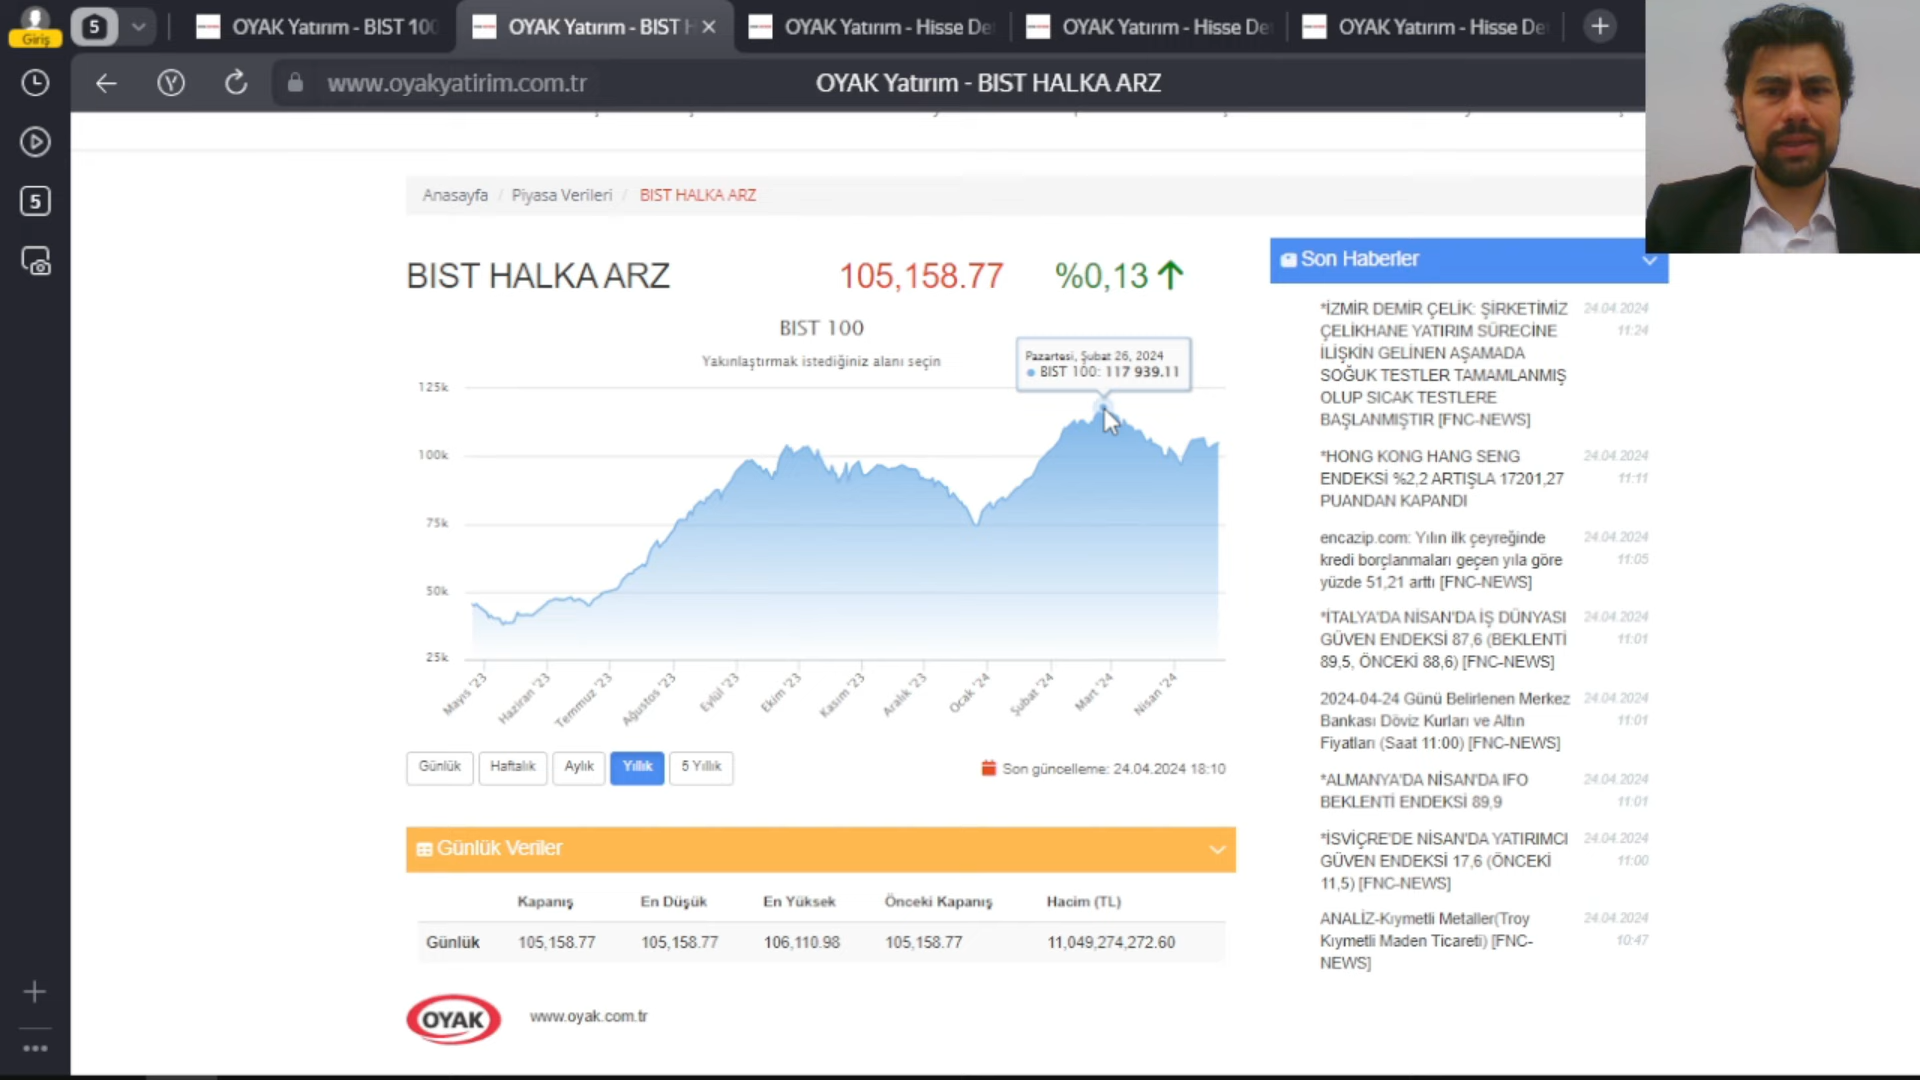 Giriş
5
OYAK Yatırım - BIST 100
OYAK Yatırım - BIST H
OYAK Yatırım - Hisse De
OYAK Yatırım - Hisse De
OYAK Yatırım - Hisse De
www.oyakyatirim.com.tr
OYAK Yatırım - BIST HALKA ARZ
5
Anasayfa / Piyasa Verileri / BIST HALKA ARZ
BIST HALKA ARZ
105,158.77
%0,13
BIST 100
Yakınlaştırmak istediğiniz alanı seçin
Pazartesi, Şubat 26, 2024
BIST 100: 117 939.11
125k
100k
75k
50k
25k
Mayıs '23
Haziran '23
Temmuz '23
Ağustos '23
Eylül '23
Ekim '23
Kasım '23
Aralık '23
Ocak '24
Şubat '24
Mart '24
Nisan '24
Günlük
Haftalık
Aylık
Yıllık
5 Yıllık
Son güncelleme: 24.04.2024 18:10
Günlük Veriler
Kapanış En Düşük En Yüksek Önceki Kapanış Hacim (TL)
Günlük 105,158.77 105,158.77 106,110.98 105,158.77 11,049,274,272.60
OYAK
www.oyak.com.tr
Son Haberler
*İZMİR DEMİR ÇELİK: ŞİRKETİMİZ 24.04.2024
ÇELİKHANE YATIRIM SÜRECİNE 11:24
İLİŞKİN GELİNEN AŞAMADA
SOĞUK TESTLER TAMAMLANMIŞ
OLUP SICAK TESTLERE
BAŞLANMIŞTIR [FNC-NEWS]
*HONG KONG HANG SENG 24.04.2024
ENDEKSİ %2,2 ARTIŞLA 17201,27 11:11
PUANDAN KAPANDI
encazip.com: Yılın ilk çeyreğinde 24.04.2024
kredi borçlanmaları geçen yıla göre 11:05
yüzde 51,21 arttı [FNC-NEWS]
*İTALYA'DA NİSAN'DA İŞ DÜNYASI 24.04.2024
GÜVEN ENDEKSİ 87,6 (BEKLENTİ 11:01
89,5, ÖNCEKİ 88,6) [FNC-NEWS]
2024-04-24 Günü Belirlenen Merkez 24.04.2024
Bankası Döviz Kurları ve Altın 11:01
Fiyatları (Saat 11:00) [FNC-NEWS]
*ALMANYA'DA NİSAN'DA IFO 24.04.2024
BEKLENTİ ENDEKSİ 89,9 11:01
*İSVİÇRE'DE NİSAN'DA YATIRIMCI 24.04.2024
GÜVEN ENDEKSİ 17,6 (ÖNCEKİ 11:00
11,5) [FNC-NEWS]
ANALİZ-Kıymetli Metaller(Troy 24.04.2024
Kıymetli Maden Ticareti) [FNC- 10:47
NEWS]